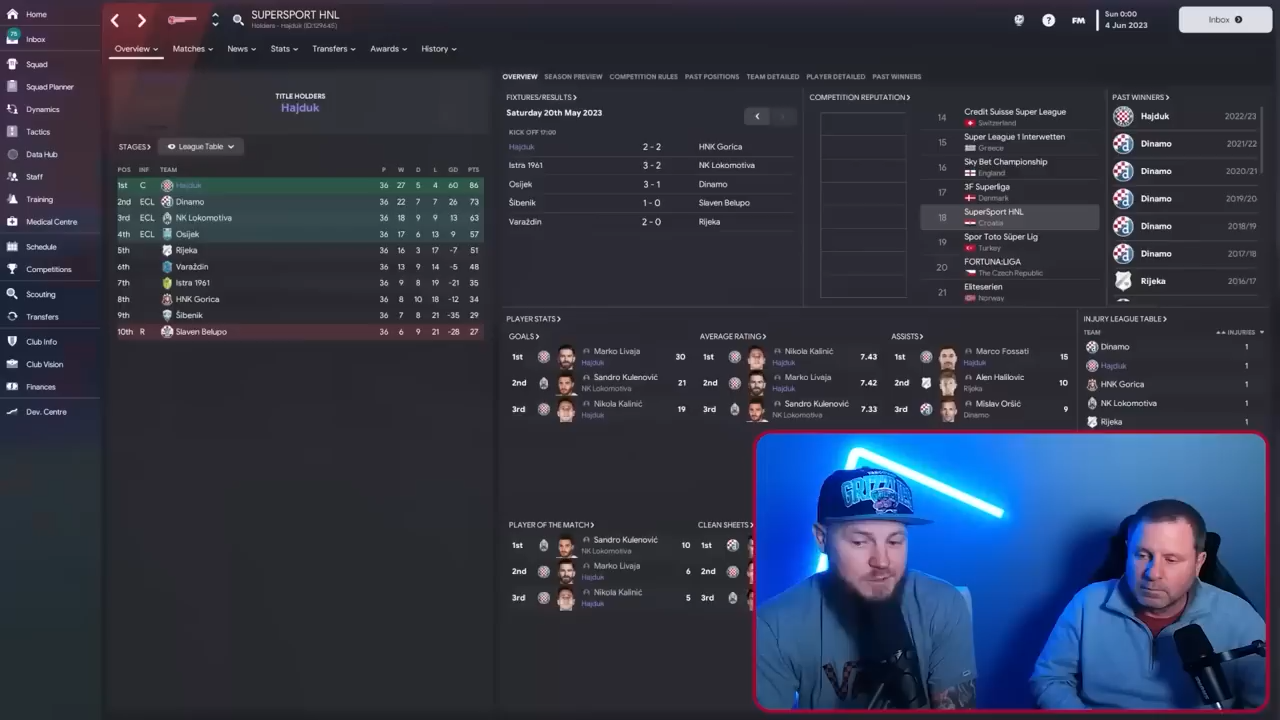 Home
Inbox
75
Squad
Squad Planner
Dynamics
Tactics
Data Hub
Staff
Training
Medical Centre
Schedule
Competitions
Scouting
Transfers
Club Info
Club Vision
Finances
Dev. Centre
SUPERSPORT HNL
Holders - Hajduk (ID:129645)
FM
Sun 0:00
4 Jun 2023
Inbox
Overview
Matches
News
Stats
Transfers
Awards
History
TITLE HOLDERS
Hajduk
STAGES
League Table
POS INF TEAM P W D L GD PTS
1st C Hajduk 36 27 5 4 60 86
2nd ECL Dinamo 36 22 7 7 26 73
3rd ECL NK Lokomotiva 36 18 9 9 13 63
4th ECL Osijek 36 17 6 13 9 57
5th Rijeka 36 16 3 17 -7 51
6th Varaždin 36 13 9 14 -5 48
7th Istra 1961 36 9 8 19 -21 35
8th HNK Gorica 36 8 10 18 -12 34
9th Šibenik 36 7 8 21 -35 29
10th R Slaven Belupo 36 6 9 21 -28 27
OVERVIEW SEASON PREVIEW COMPETITION RULES PAST POSITIONS TEAM DETAILED PLAYER DETAILED PAST WINNERS
FIXTURES/RESULTS
Saturday 20th May 2023
KICK OFF 17:00
Hajduk 2 - 2 HNK Gorica
Istra 1961 3 - 2 NK Lokomotiva
Osijek 3 - 1 Dinamo
Šibenik 1 - 0 Slaven Belupo
Varaždin 2 - 0 Rijeka
COMPETITION REPUTATION
14 Credit Suisse Super League
Switzerland
15 Super League 1 Interwetten
Greece
16 Sky Bet Championship
England
17 3F Superliga
Denmark
18 SuperSport HNL
Croatia
19 Spor Toto Süper Lig
Turkey
20 FORTUNA:LIGA
The Czech Republic
21 Eliteserien
Norway
PAST WINNERS
Hajduk 2022/23
Dinamo 2021/22
Dinamo 2020/21
Dinamo 2019/20
Dinamo 2018/19
Dinamo 2017/18
Rijeka 2016/17
PLAYER STATS
GOALS
1st Marko Livaja 30
Hajduk
2nd Sandro Kulenović 21
NK Lokomotiva
3rd Nikola Kalinić 19
Hajduk
AVERAGE RATING
1st Nikola Kalinić 7.43
Hajduk
2nd Marko Livaja 7.42
Hajduk
3rd Sandro Kulenović 7.33
NK Lokomotiva
ASSISTS
1st Marco Fossati 15
Hajduk
2nd Alen Halilović 10
Rijeka
3rd Mislav Oršić 9
Dinamo
INJURY LEAGUE TABLE
TEAM INJURIES
Dinamo 1
Hajduk 1
HNK Gorica 1
NK Lokomotiva 1
Rijeka 1
PLAYER OF THE MATCH
1st Sandro Kulenović 10
NK Lokomotiva
2nd Marko Livaja 6
Hajduk
3rd Nikola Kalinić 5
Hajduk
CLEAN SHEETS
1st
2nd
3rd
GRIZZLIES